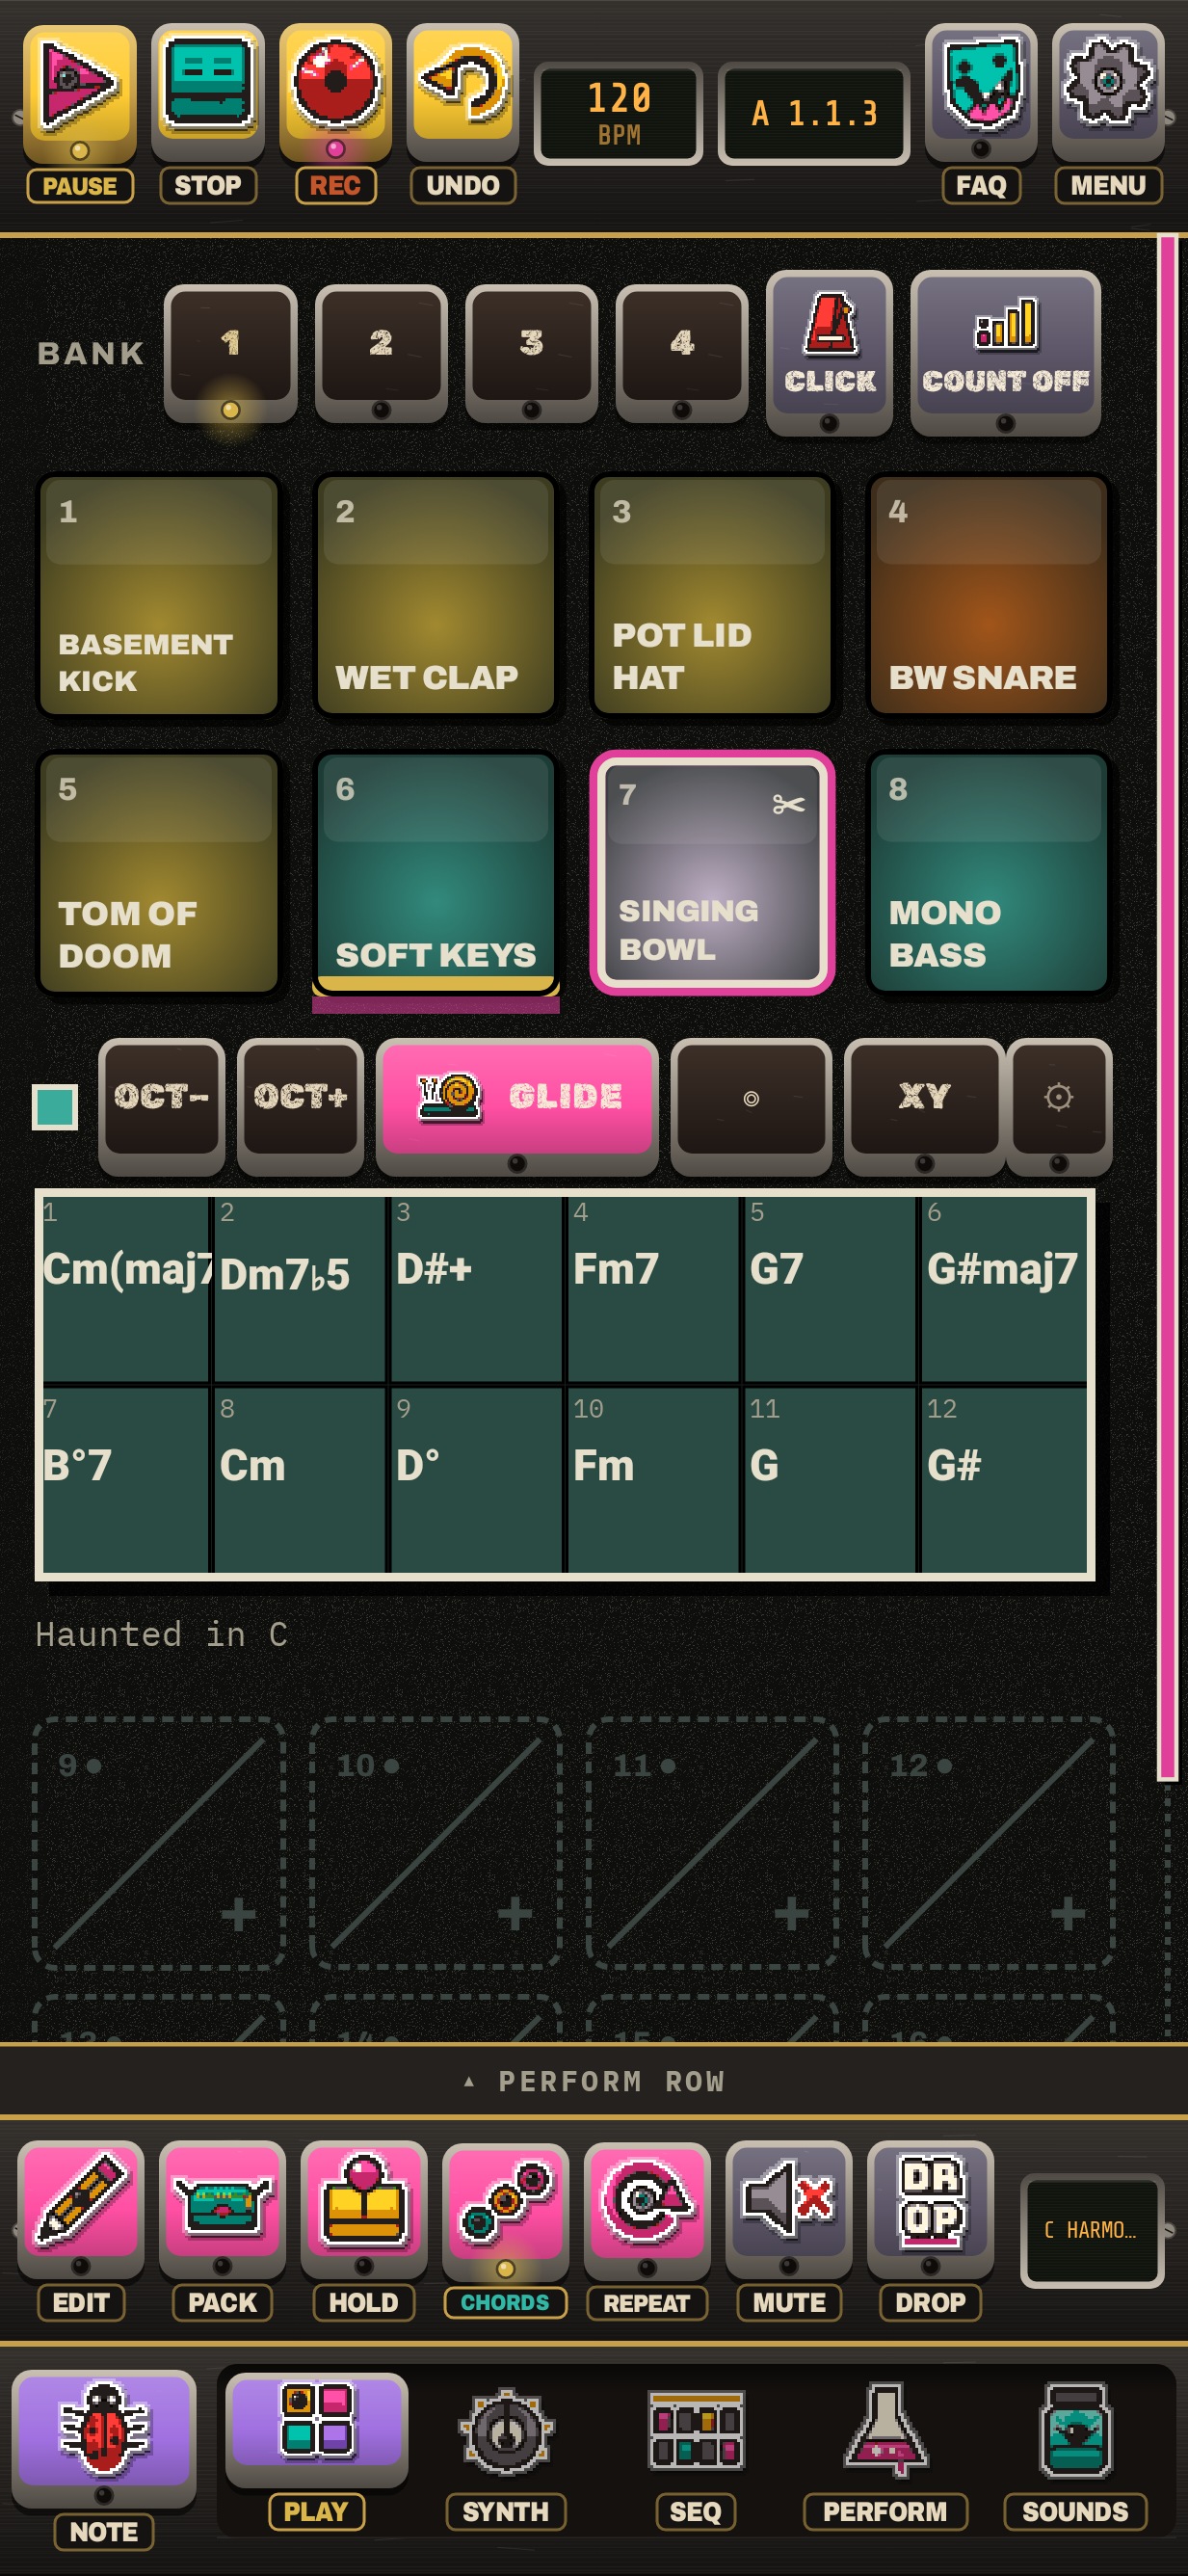 120
BPM
A 1.1.3
PAUSE
STOP
REC
UNDO
FAQ
MENU
BANK
1
2
3
4
CLICK
COUNT OFF
1
BASEMENT
KICK
2
WET CLAP
3
POT LID
HAT
4
BW SNARE
5
TOM OF
DOOM
6
SOFT KEYS
7
SINGING
BOWL
8
MONO
BASS
OCT-
OCT+
GLIDE
XY
1
Cm(maj7
2
Dm7♭5
3
D#+
4
Fm7
5
G7
6
G#maj7
7
B°7
8
Cm
9
D°
10
Fm
11
G
12
G#
Haunted in C
9
10
11
12
13
14
15
16
▲ PERFORM ROW
DR
OP
C HARMO…
EDIT
PACK
HOLD
CHORDS
REPEAT
MUTE
DROP
NOTE
PLAY
SYNTH
SEQ
PERFORM
SOUNDS